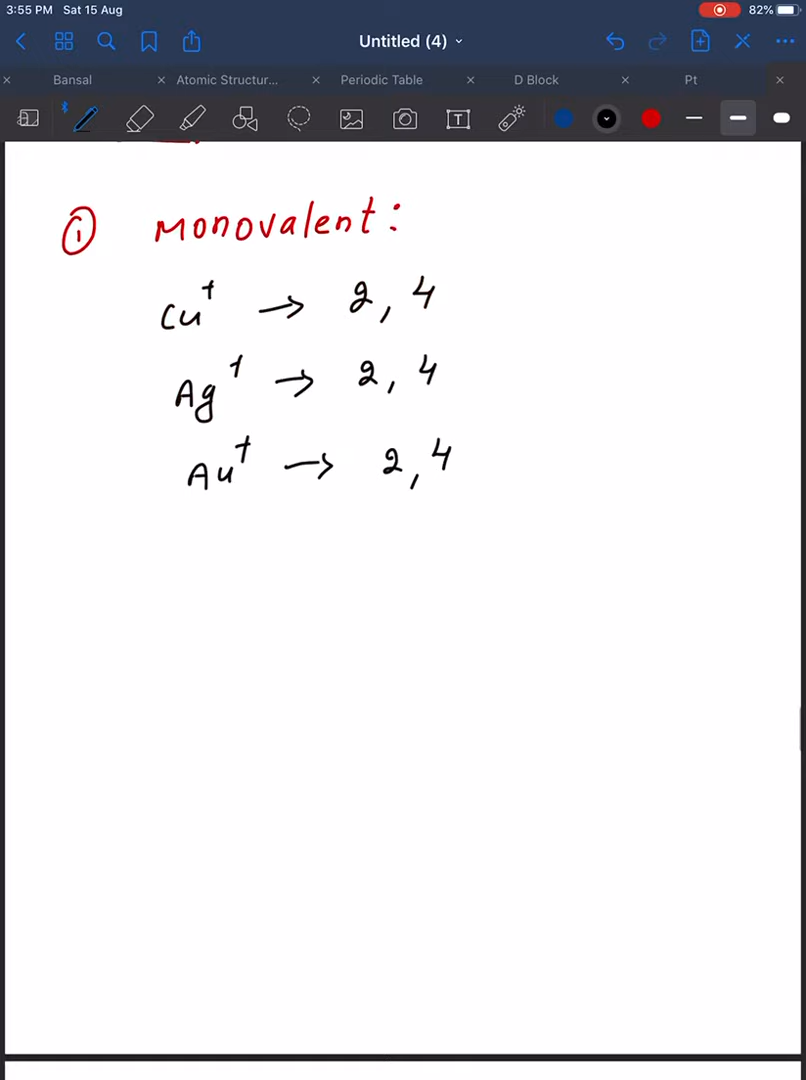 3:55 PM Sat 15 Aug 82%
Untitled (4)
Bansal Atomic Structur... Periodic Table D Block Pt
T
① Monovalent:
Cu⁺ → 2, 4
Ag⁺ → 2, 4
Au⁺ → 2, 4